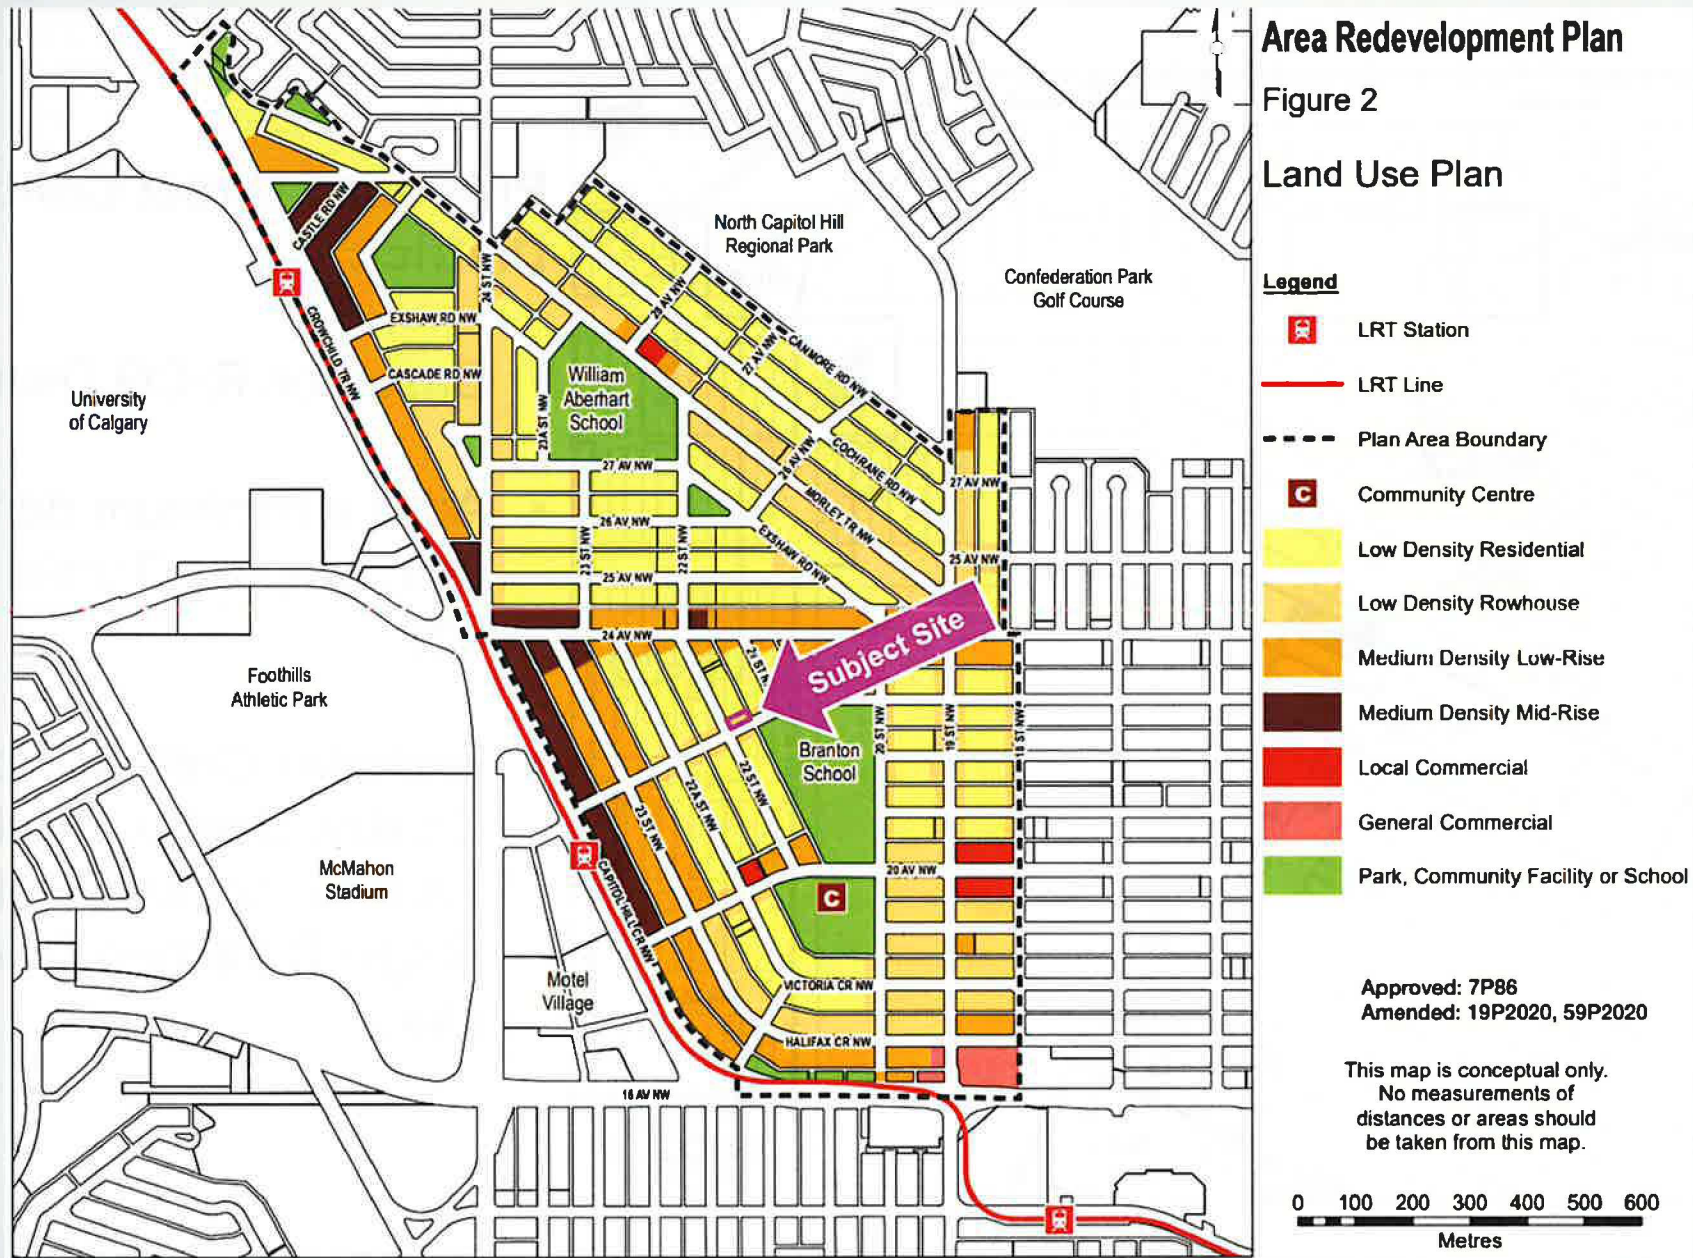 Area Redevelopment Plan
Figure 2
Land Use Plan
Legend
LRT Station
LRT Line
Plan Area Boundary
C
Community Centre
Low Density Residential
Low Density Rowhouse
Medium Density Low-Rise
Medium Density Mid-Rise
Local Commercial
General Commercial
Park, Community Facility or School
Approved: 7P86
Amended: 19P2020, 59P2020
This map is conceptual only.
No measurements of
distances or areas should
be taken from this map.
0 100 200 300 400 500 600
Metres
North Capitol Hill
Regional Park
Confederation Park
Golf Course
CASTLE RD NW
24 ST NW
28 AV NW
EXSHAW RD NW
CROWCHILD TR NW
27 AV NW
CANMORE RD NW
CASCADE RD NW
William
Aberhart
School
University
of Calgary
23A ST NW
27 AV NW
26 AV NW
COCHRANE RD NW
27 AV NW
MORLEY TR NW
26 AV NW
23 ST NW
22 ST NW
EXSHAW RD NW
25 AV NW
25 AV NW
24 AV NW
Subject Site
21 ST N
Foothills
Athletic Park
Branton
School
20 ST NW
19 ST NW
18 ST NW
22 ST NW
22A ST NW
23 ST NW
McMahon
Stadium
20 AV NW
C
CAPITOL HILL CR NW
Motel
Village
VICTORIA CR NW
HALIFAX CR NW
16 AV NW